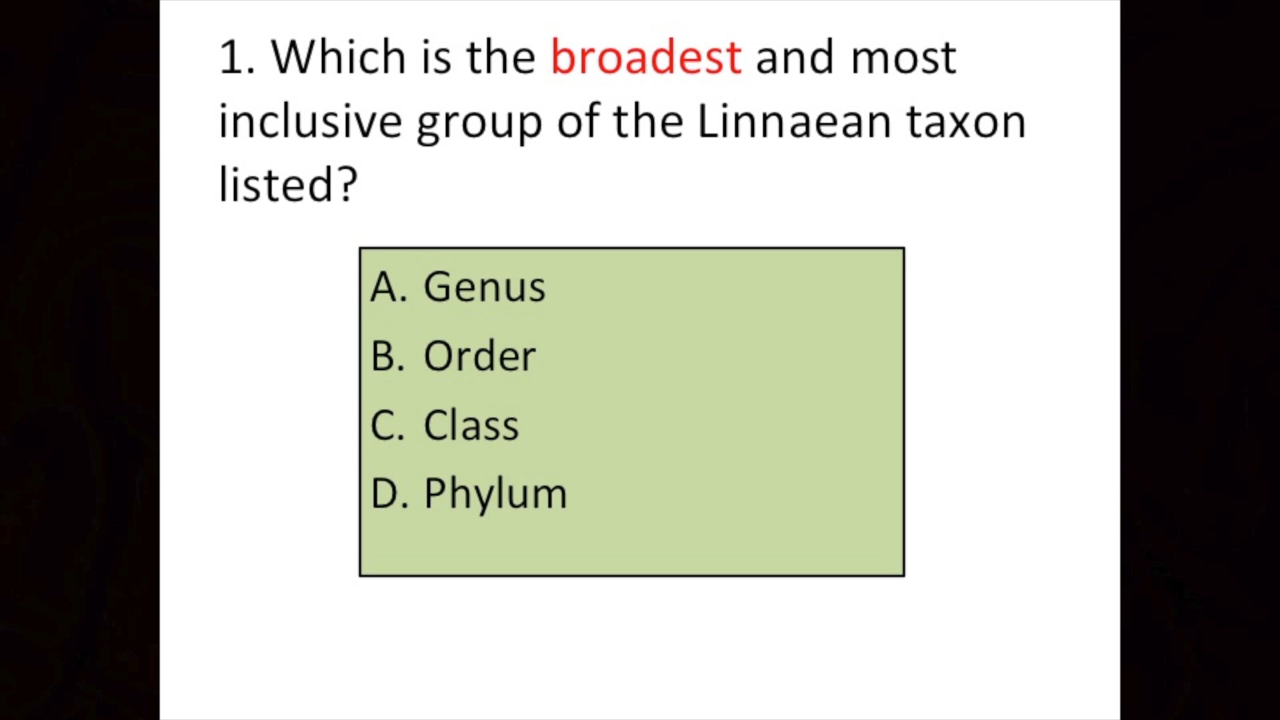 1. Which is the broadest and most
inclusive group of the Linnaean taxon
listed?
A. Genus
B. Order
C. Class
D. Phylum